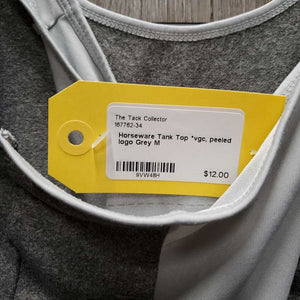 The Tack Collector
167762-34
Horseware Tank Top *vgc, peeled
logo Grey M
9VW48H
$12.00